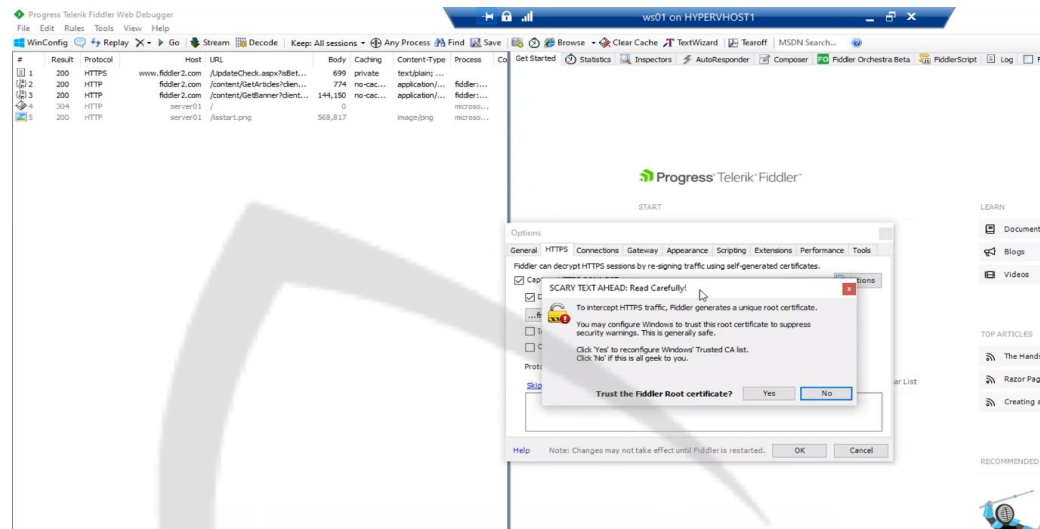 Progress Telerik Fiddler Web Debugger
ws01 on HYPERVHOST1
File Edit Rules Tools View Help
WinConfig Replay Go Stream Decode Keep: All sessions Any Process Find Save Browse Clear Cache TextWizard Tearoff MSDN Search...
# Result Protocol Host URL Body Caching Content-Type Process Co
1 200 HTTPS www.fiddler2.com /UpdateCheck.aspx?isBet... 699 private text/plain; ...
2 200 HTTP fiddler2.com /content/GetArticles?clien... 774 no-cac... application/... fiddler:...
3 200 HTTP fiddler2.com /content/GetBanner?client... 144,150 no-cac... application/... fiddler:...
4 304 HTTP server01 / 0 microso...
5 200 HTTP server01 /iisstart.png 568,817 image/png microso...
Get Started Statistics Inspectors AutoResponder Composer FO Fiddler Orchestra Beta FiddlerScript Log
Progress Telerik Fiddler
START
LEARN
Document
Blogs
Videos
TOP ARTICLES
The Hands
Razor Pag
Creating a
RECOMMENDED
Options
General HTTPS Connections Gateway Appearance Scripting Extensions Performance Tools
Fiddler can decrypt HTTPS sessions by re-signing traffic using self-generated certificates.
SCARY TEXT AHEAD: Read Carefully!
To intercept HTTPS traffic, Fiddler generates a unique root certificate.
You may configure Windows to trust this root certificate to suppress
security warnings. This is generally safe.
Click 'Yes' to reconfigure Windows' Trusted CA list.
Click 'No' if this is all geek to you.
Trust the Fiddler Root certificate? Yes No
Skip
Help Note: Changes may not take effect until Fiddler is restarted. OK Cancel